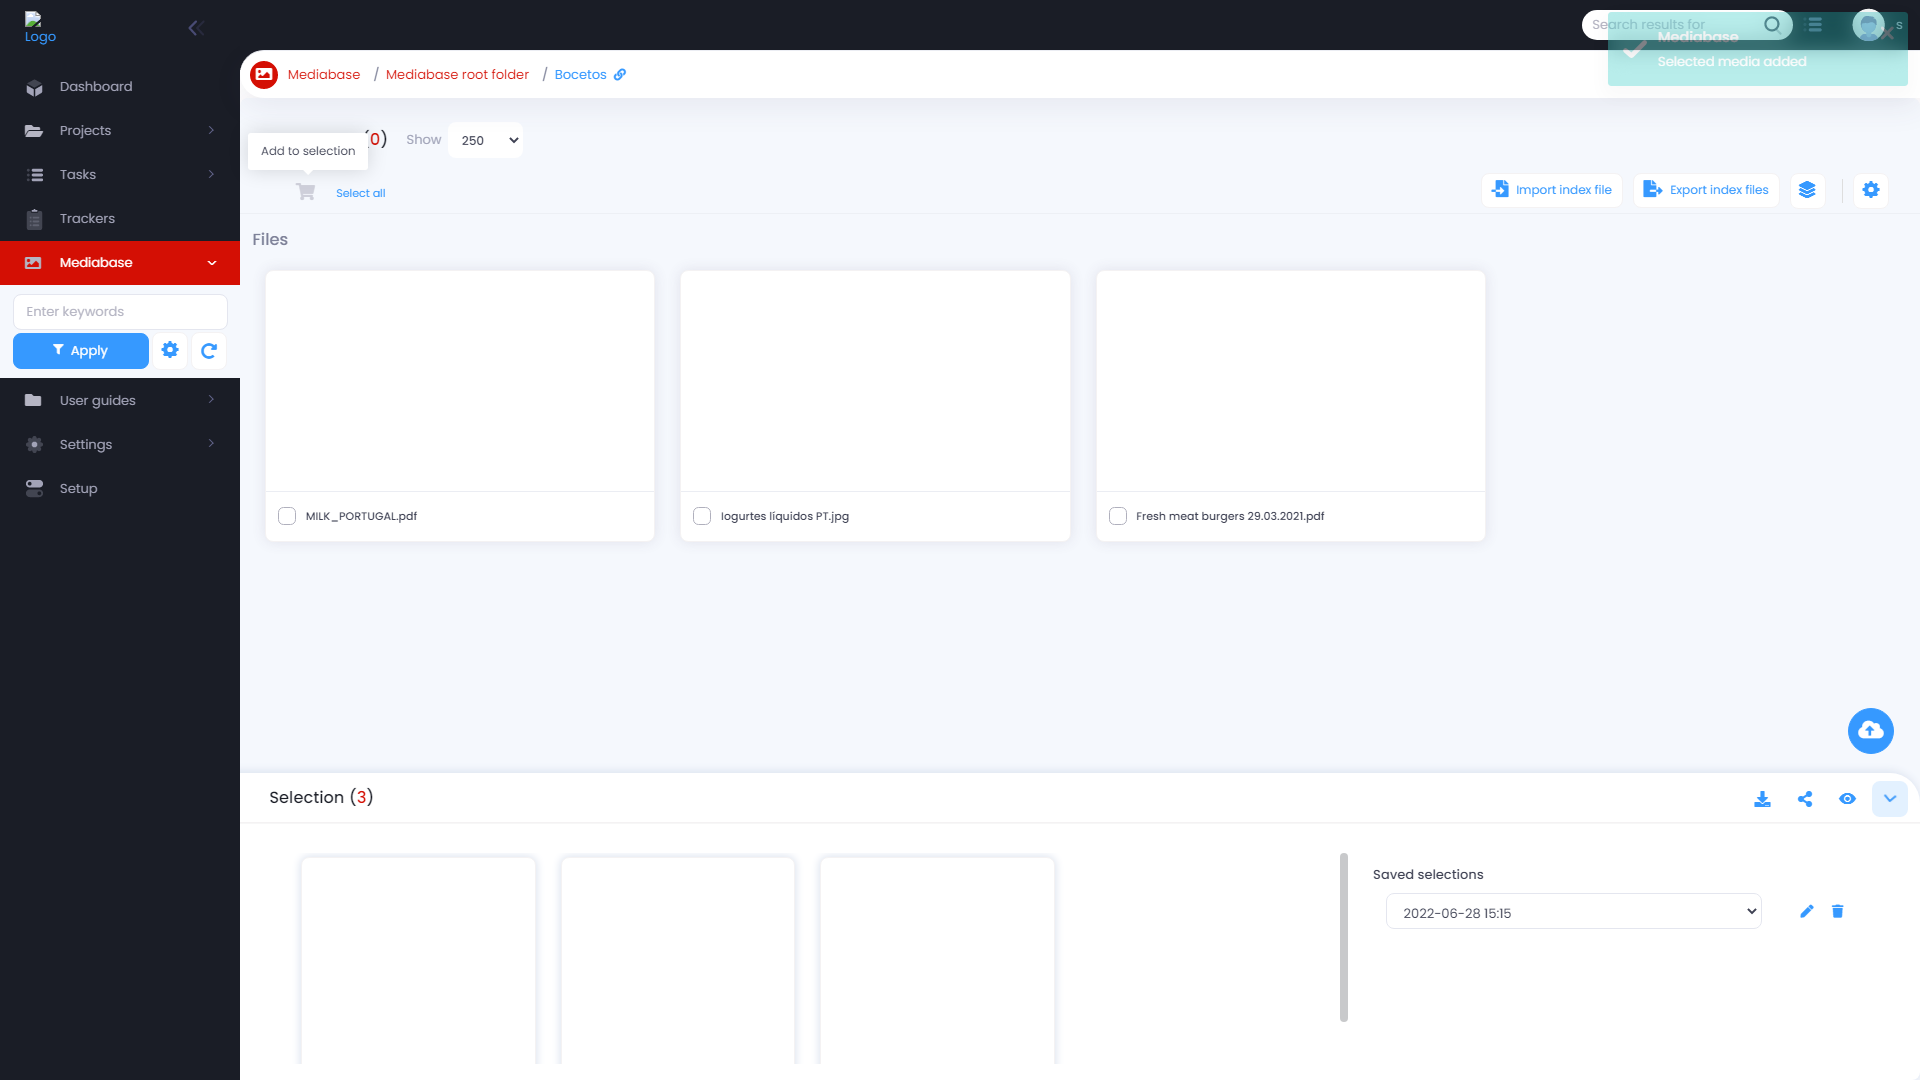 Logo
Dashboard
Projects
Tasks
Trackers
Mediabase
Enter keywords
Apply
User guides
Settings
Setup
Search results for
s
Mediabase
Selected media added
Mediabase / Mediabase root folder / Bocetos
(0) Show 250
Add to selection
Select all
Import index file
Export index files
Files
MILK_PORTUGAL.pdf
Iogurtes líquidos PT.jpg
Fresh meat burgers 29.03.2021.pdf
Selection (3)
Saved selections
2022-06-28 15:15